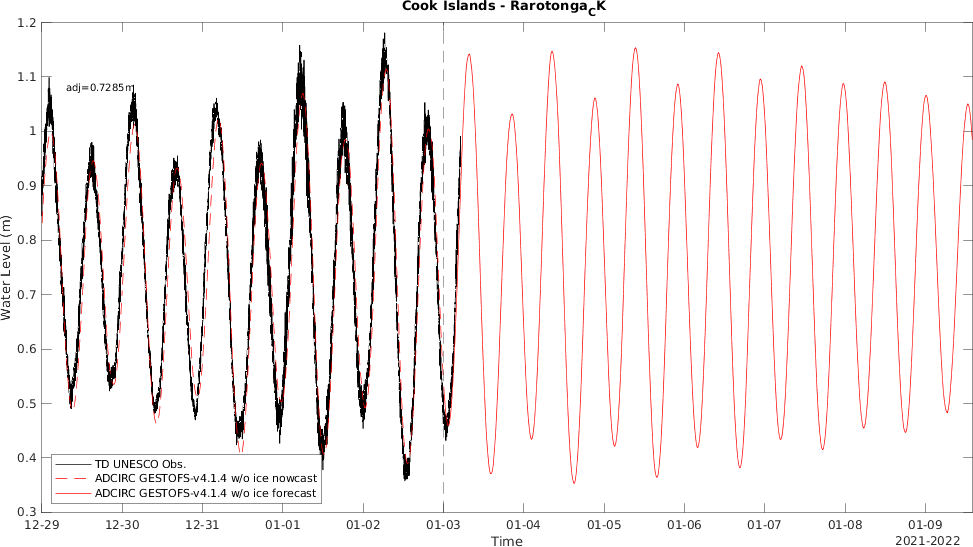 Cook Islands - Rarotonga_CK
adj=0.7285m
Water Level (m)
1.2
1.1
1
0.9
0.8
0.7
0.6
0.5
0.4
0.3
TD UNESCO Obs.
ADCIRC GESTOFS-v4.1.4 w/o ice nowcast
ADCIRC GESTOFS-v4.1.4 w/o ice forecast
12-29 12-30 12-31 01-01 01-02 01-03 01-04 01-05 01-06 01-07 01-08 01-09
Time
2021-2022